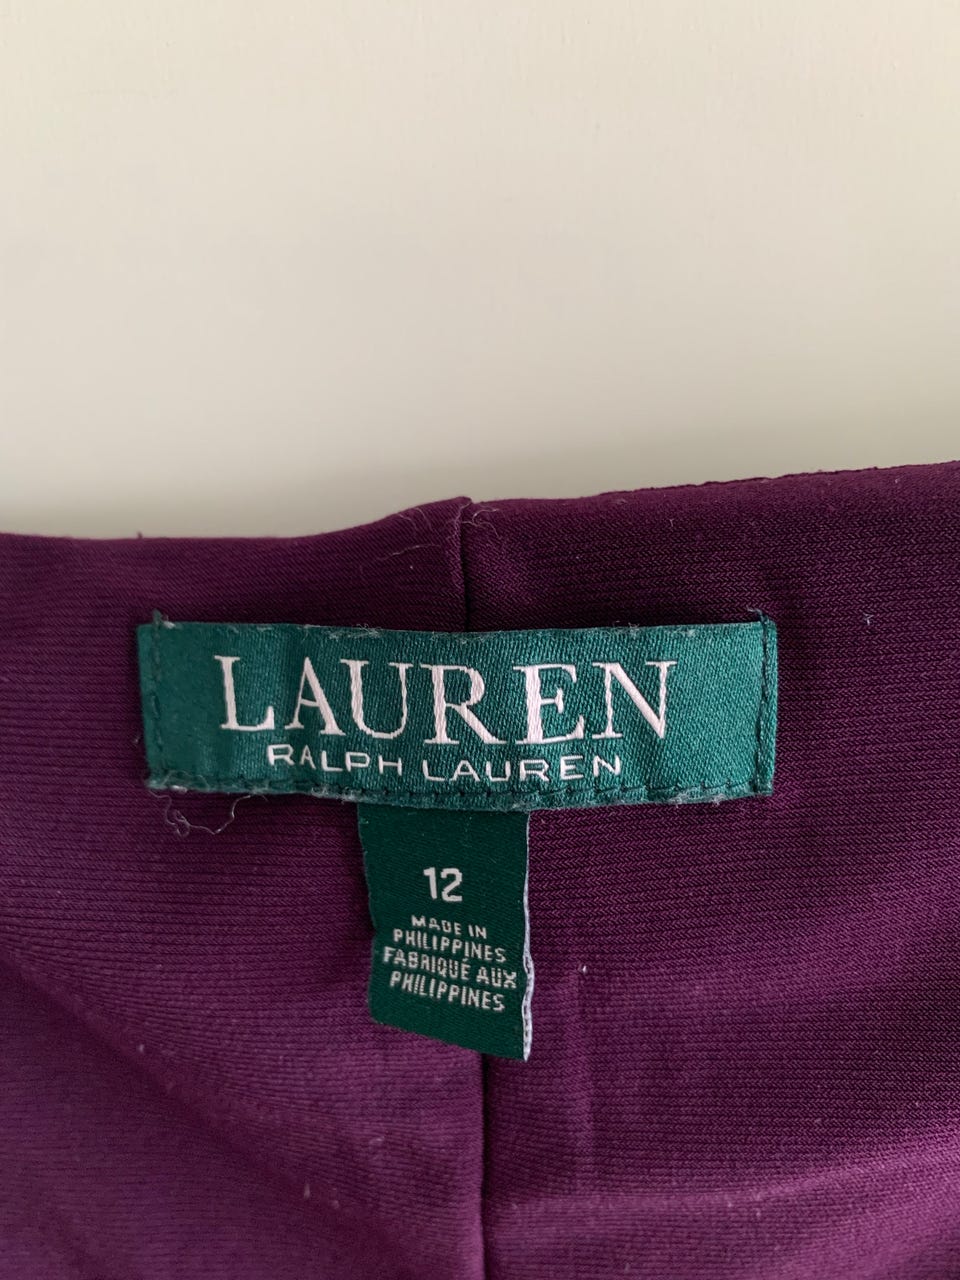 LAUREN
RALPH LAUREN
12
MADE IN
PHILIPPINES
FABRIQUÉ AUX
PHILIPPINES